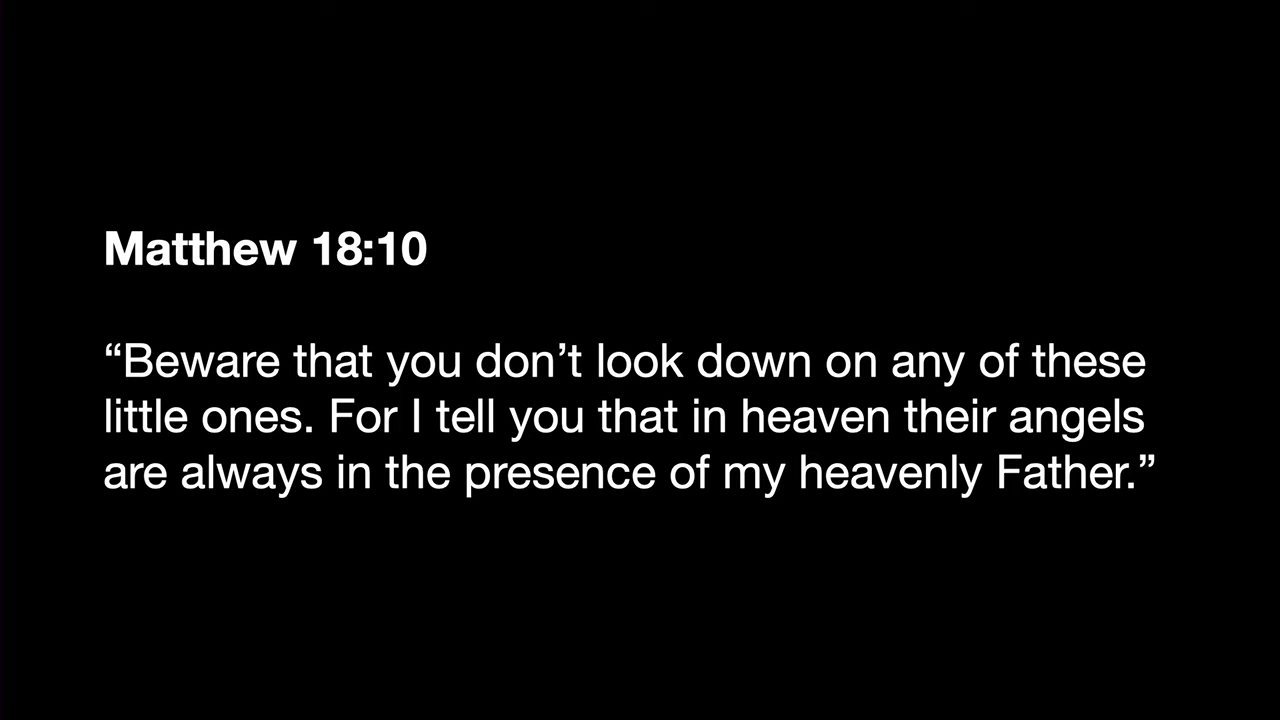 Matthew 18:10
“Beware that you don’t look down on any of these
little ones. For I tell you that in heaven their angels
are always in the presence of my heavenly Father.”